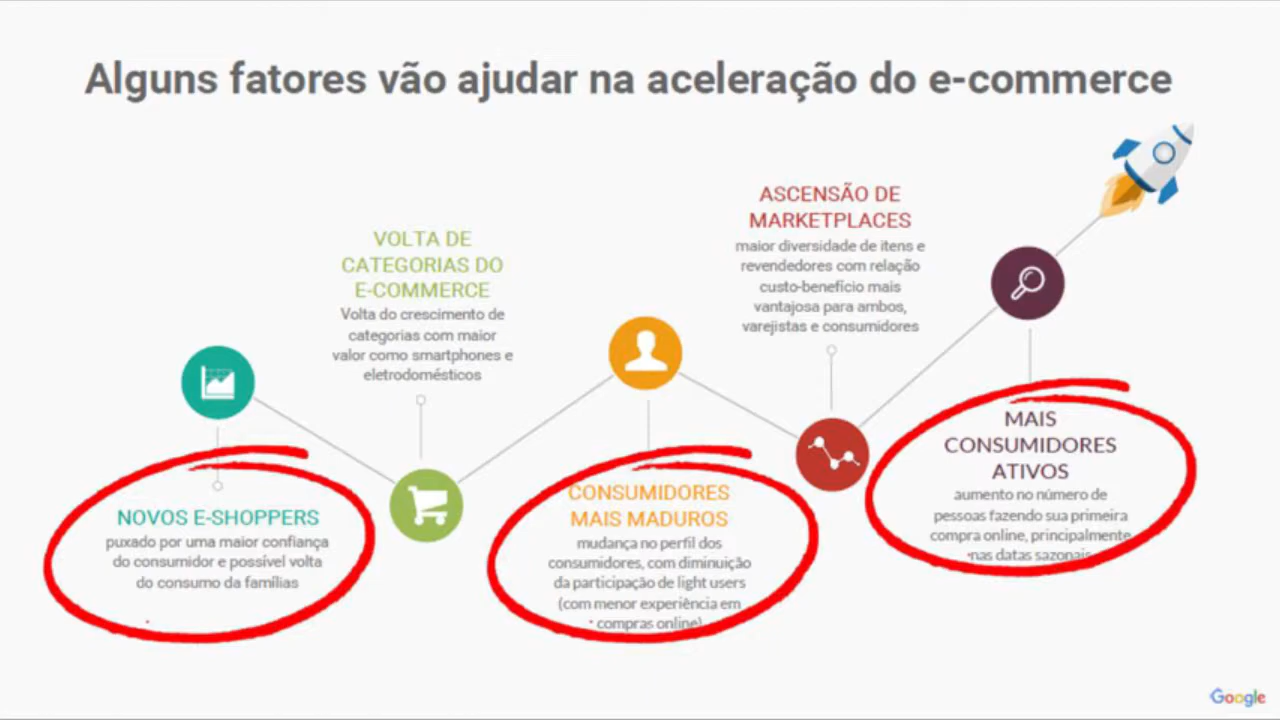 Alguns fatores vão ajudar na aceleração do e-commerce
NOVOS E-SHOPPERS
puxado por uma maior confiança
do consumidor e possível volta
do consumo da famílias
VOLTA DE
CATEGORIAS DO
E-COMMERCE
Volta do crescimento de
categorias com maior
valor como smartphones e
eletrodomésticos
CONSUMIDORES
MAIS MADUROS
mudança no perfil dos
consumidores, com diminuição
da participação de light users
(com menor experiência em
compras online)
ASCENSÃO DE
MARKETPLACES
maior diversidade de itens e
revendedores com relação
custo-benefício mais
vantajosa para ambos,
varejistas e consumidores
MAIS
CONSUMIDORES
ATIVOS
aumento no número de
pessoas fazendo sua primeira
compra online, principalmente
nas datas sazonais
Google